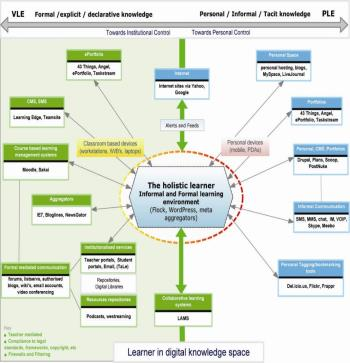 VLE Formal /explicit / declarative knowledge Personal / Informal / Tacit knowledge PLE
Towards Institutional Control Towards Personal Control
ePortfolio
43 Things, Angel,
ePortfolio, Taskstream
Internet
Internet sites via Yahoo,
Google
Personal Space
personal hosting, blogs,
MySpace, LiveJournal
CMS, SMS
Learning Edge, Teamsite
Alerts and Feeds
Portfolios
43 Things, Angel,
ePortfolio, Taskstream
Classroom based devices
(workstations, IWB's, laptops)
Personal devices
(mobile, PDAs)
Course based learning
management systems
Moodle, Sakai
Personal, CMS, Portfolios
Drupal, Plans, Snoop,
PostNuke
The holistic learner
Informal and Formal learning
environment
(Flock, WordPress, meta
aggregators)
Aggregators
IE7, Bloglines, NewsGator
Informal Communication
SMS, MMS, chat, IM, VOIP,
Skype, Meebo
Institutionalised services
Teacher portals, Student
portals, Email, (TaLe)
Repositories,
Digital Libraries
Formal mediated communication
forums, listservs, authorised
blogs, wiki's, email accounts,
video conferencing
Personal Tagging/bookmarking
tools
Del.icio.us, Flickr, Frappr
Resources repositories
Podcasts, webstreaming
Collaborative learning
systems
LAMS
Key
Teacher mediated
Compliance to legal
standards, frameworks, copyright, etc
Firewalls and Filtering
Learner in digital knowledge space